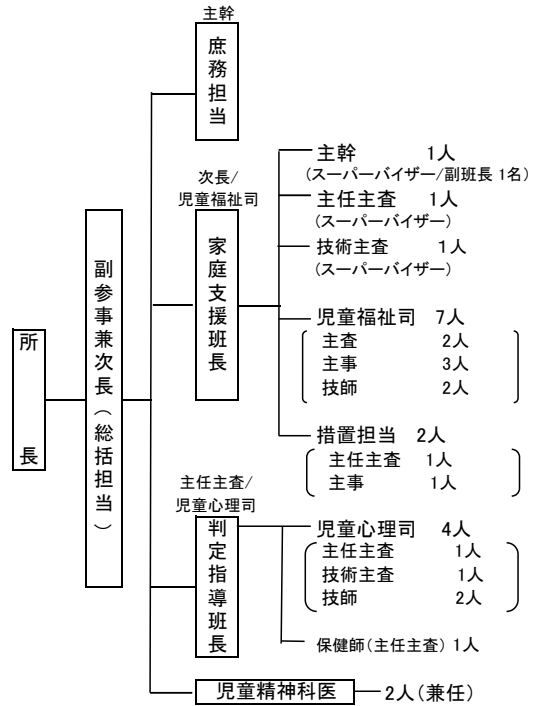 主幹
庶務担当
次長/
児童福祉司
家庭支援班長
主幹 1人
(スーパーバイザー/副班長 1名)
主任主査 1人
(スーパーバイザー)
技術主査 1人
(スーパーバイザー)
児童福祉司 7人
主査 2人
主事 3人
技師 2人
措置担当 2人
主任主査 1人
主事 1人
所長
副参事兼次長(総括担当)
主任主査/
児童心理司
判定指導班長
児童心理司 4人
主任主査 1人
技術主査 1人
技師 2人
保健師(主任主査) 1人
児童精神科医
2人(兼任)